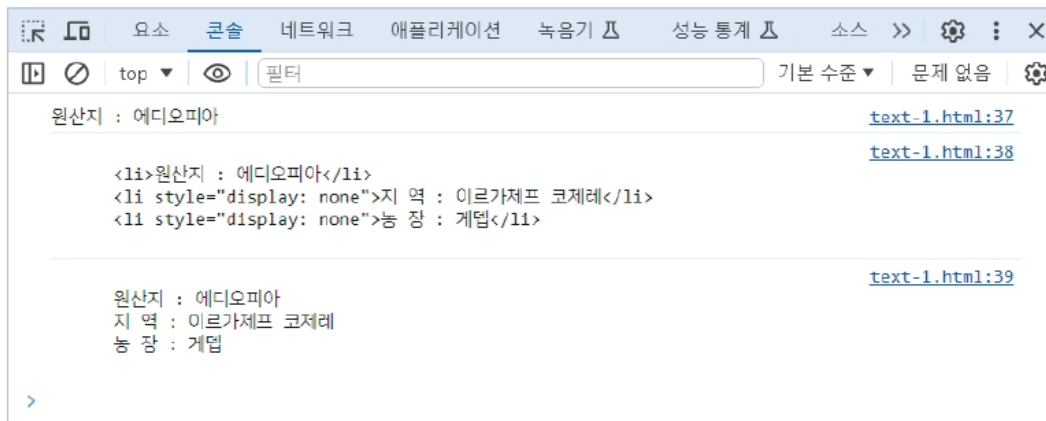 요소 콘솔 네트워크 애플리케이션 녹음기 성능 통계 소스
top ▼ 필터 기본 수준 ▼ 문제 없음
원산지 : 에디오피아 text-1.html:37
text-1.html:38
<li>원산지 : 에디오피아</li>
<li style="display: none">지 역 : 이르가제프 코제레</li>
<li style="display: none">농 장 : 게뎁</li>
text-1.html:39
원산지 : 에디오피아
지 역 : 이르가제프 코제레
농 장 : 게뎁